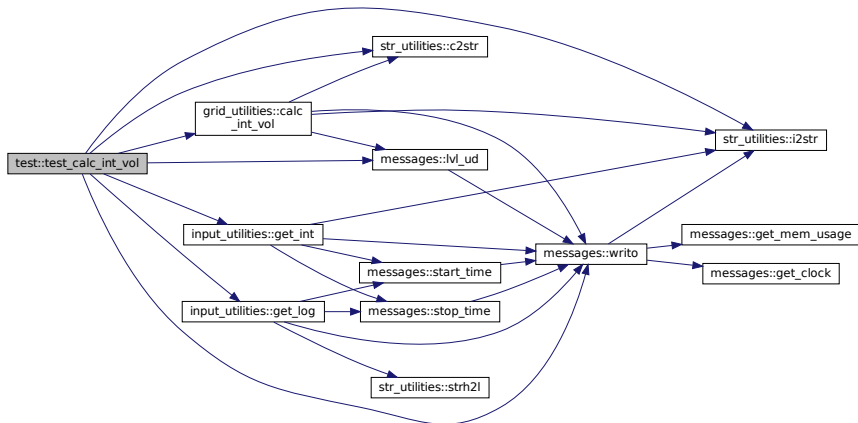 str_utilities::c2str
grid_utilities::calc
_int_vol
str_utilities::i2str
test::test_calc_int_vol
messages::lvl_ud
input_utilities::get_int
messages::get_mem_usage
messages::writo
messages::start_time
messages::get_clock
input_utilities::get_log
messages::stop_time
str_utilities::strh2l